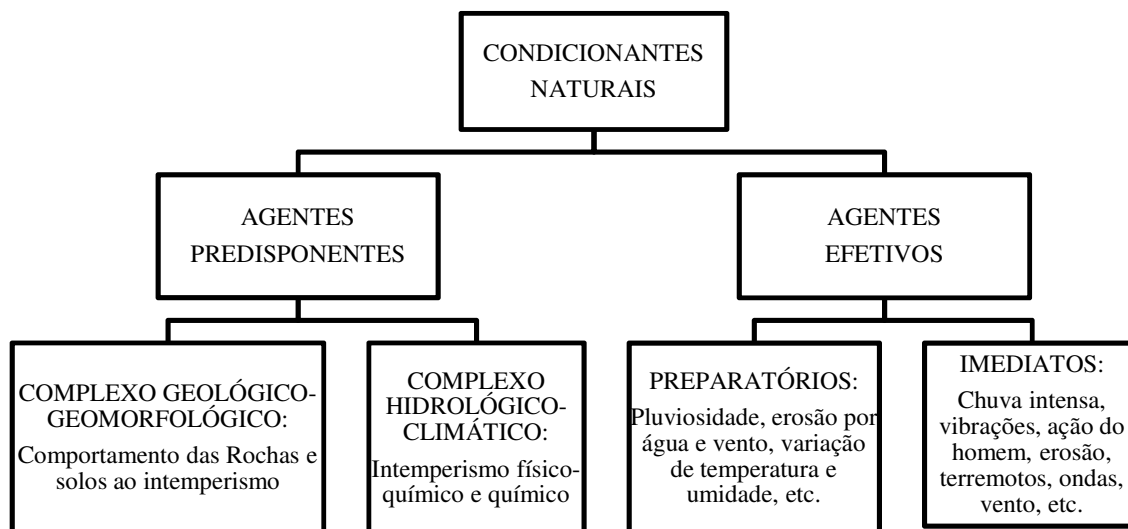 CONDICIONANTES
NATURAIS
AGENTES
PREDISPONENTES
AGENTES
EFETIVOS
COMPLEXO GEOLÓGICO-
GEOMORFOLÓGICO:
Comportamento das Rochas e
solos ao intemperismo
COMPLEXO
HIDROLÓGICO-
CLIMÁTICO:
Intemperismo físico-
químico e químico
PREPARATÓRIOS:
Pluviosidade, erosão por
água e vento, variação
de temperatura e
umidade, etc.
IMEDIATOS:
Chuva intensa,
vibrações, ação do
homem, erosão,
terremotos, ondas,
vento, etc.